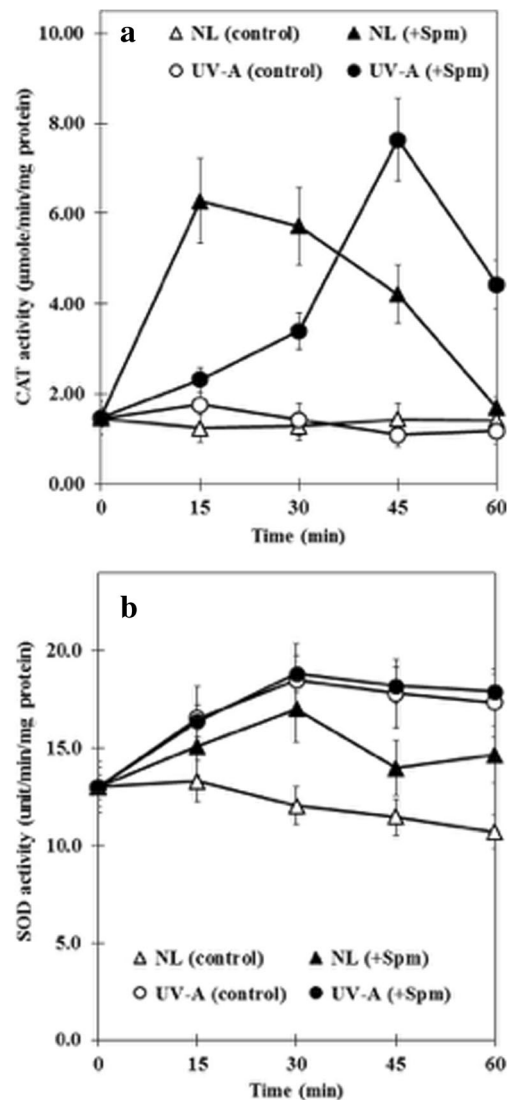 a
△ NL (control) ▲ NL (+Spm)
○ UV-A (control) ● UV-A (+Spm)
CAT activity (µmole/min/mg protein)
10.00
8.00
6.00
4.00
2.00
0.00
0 15 30 45 60
Time (min)
b
SOD activity (unit/min/mg protein)
20.0
15.0
10.0
5.0
0.0
△ NL (control) ▲ NL (+Spm)
○ UV-A (control) ● UV-A (+Spm)
0 15 30 45 60
Time (min)